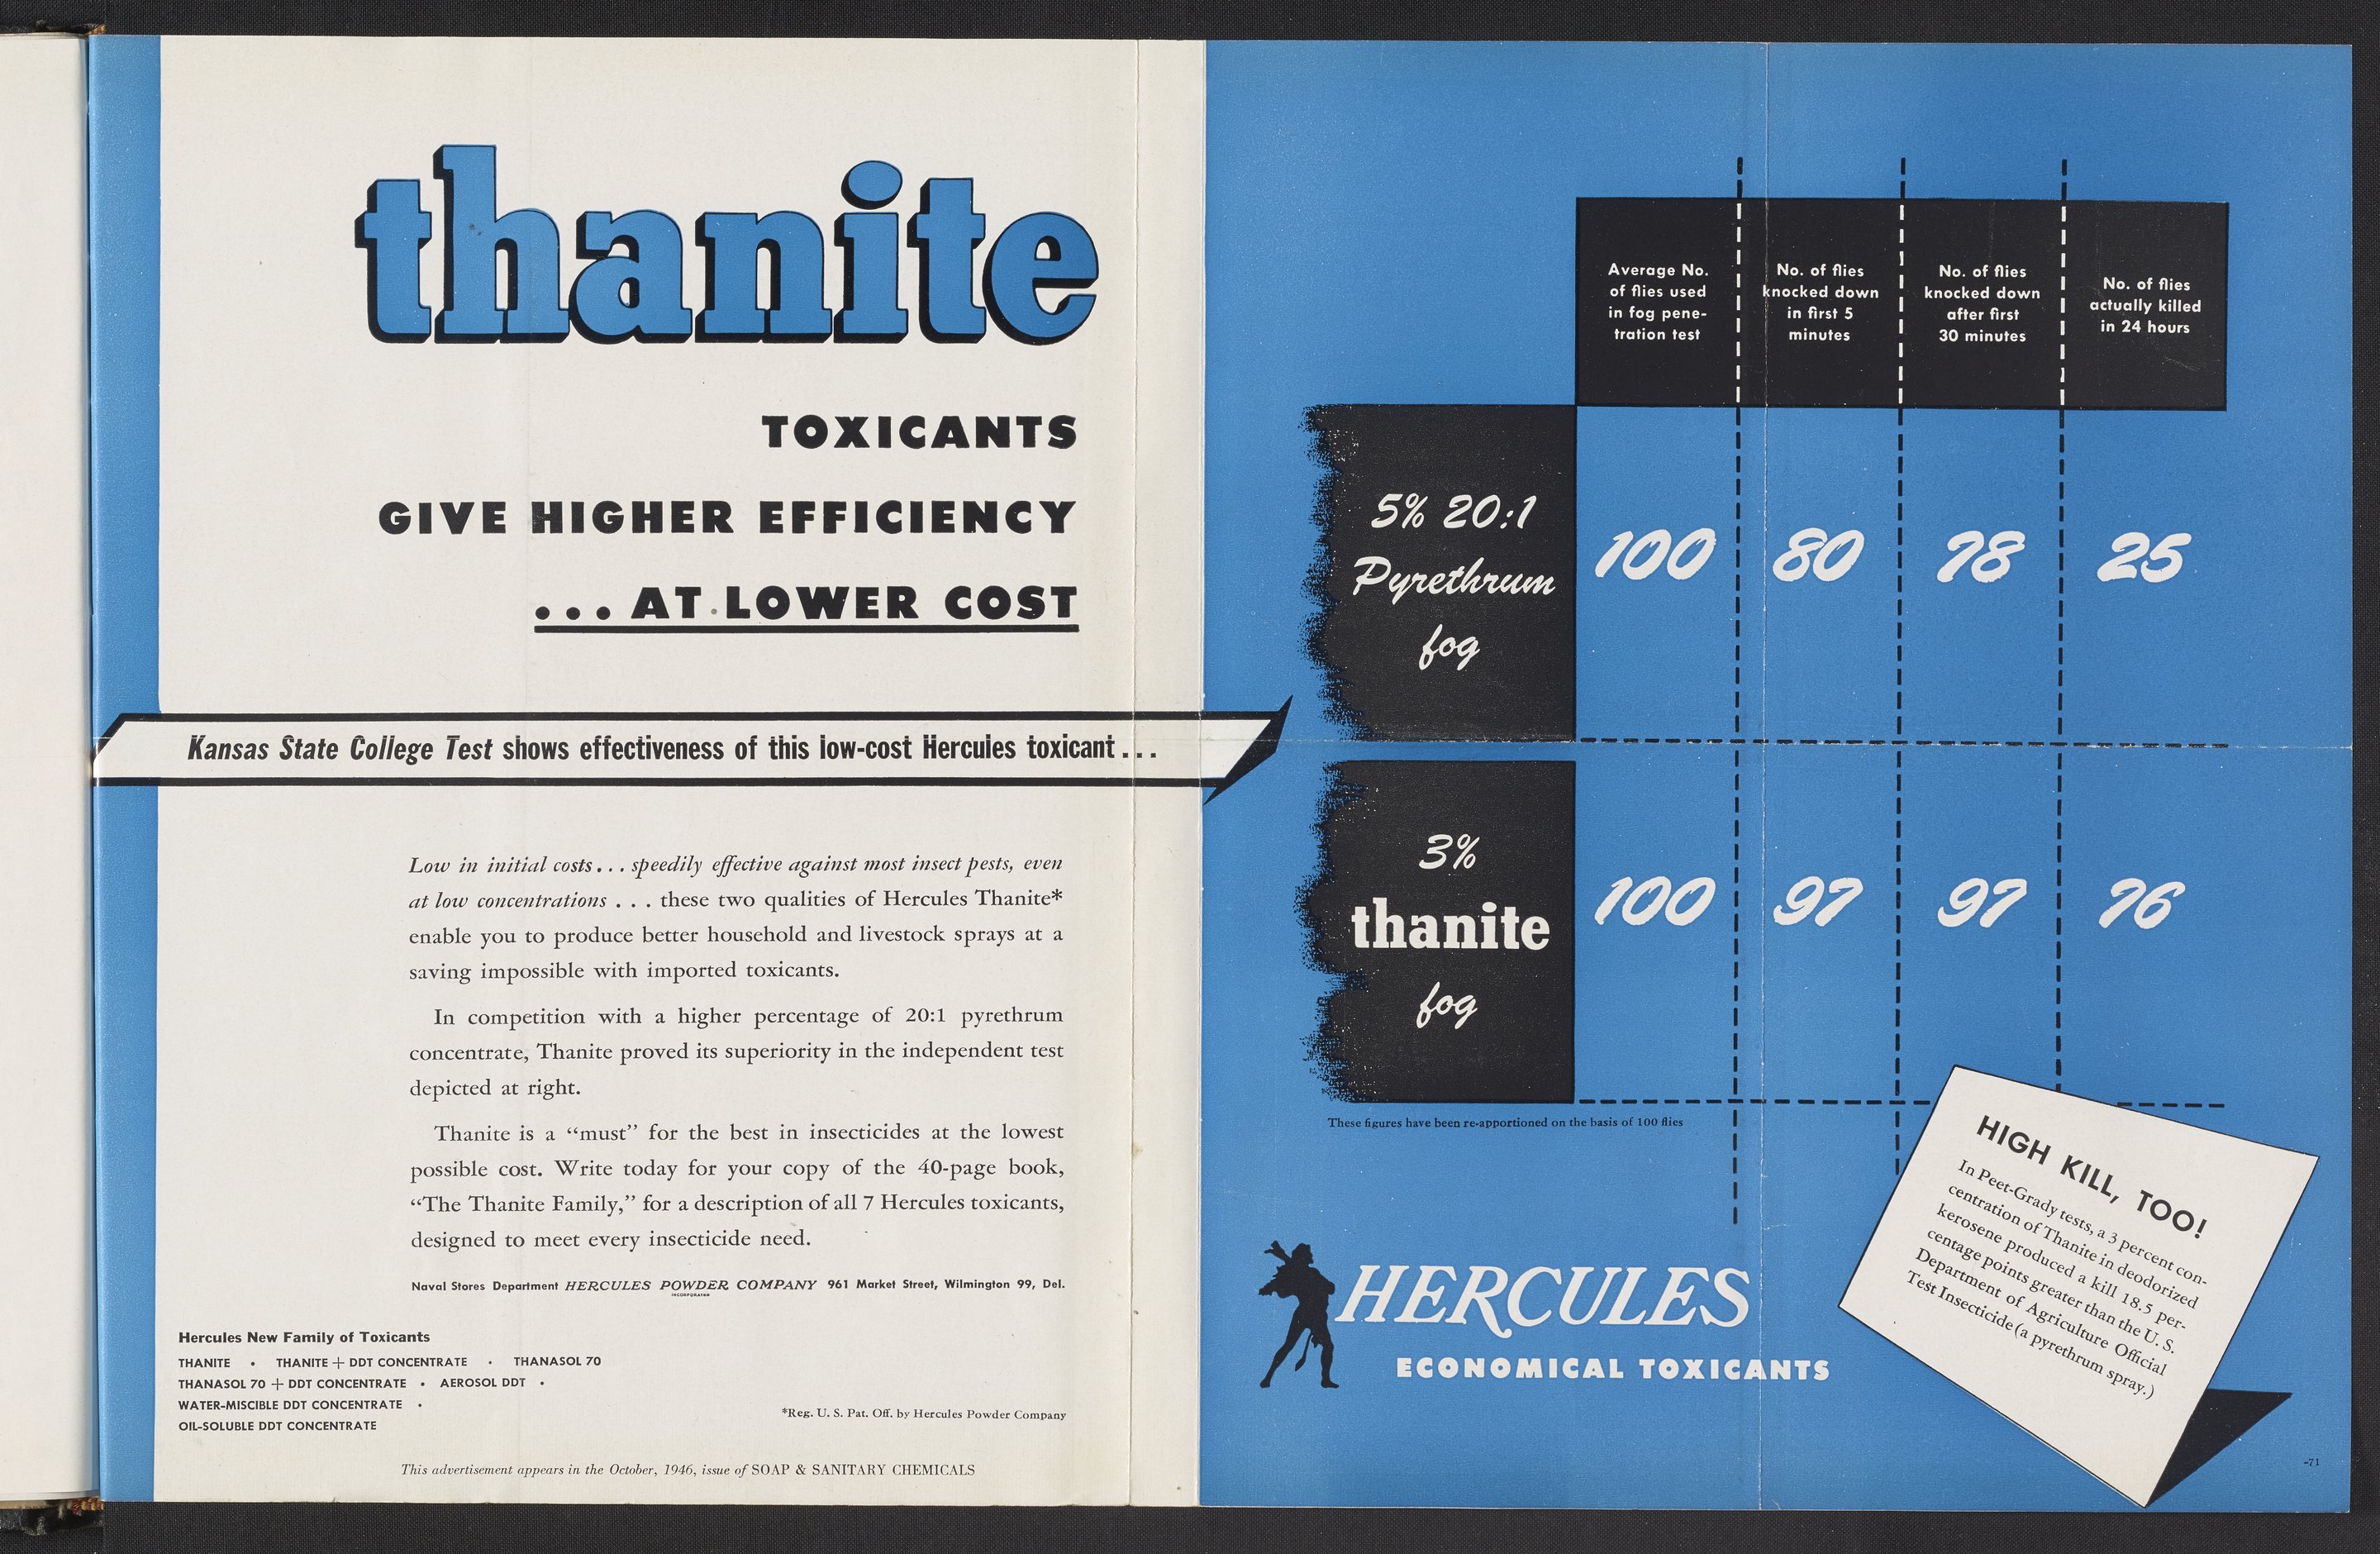 thanite
TOXICANTS
GIVE HIGHER EFFICIENCY
... AT LOWER COST
Kansas State College Test shows effectiveness of this low-cost Hercules toxicant...
Low in initial costs... speedily effective against most insect pests, even
at low concentrations . . . these two qualities of Hercules Thanite*
enable you to produce better household and livestock sprays at a
saving impossible with imported toxicants.
In competition with a higher percentage of 20:1 pyrethrum
concentrate, Thanite proved its superiority in the independent test
depicted at right.
Thanite is a “must” for the best in insecticides at the lowest
possible cost. Write today for your copy of the 40-page book,
“The Thanite Family,” for a description of all 7 Hercules toxicants,
designed to meet every insecticide need.
Naval Stores Department HERCULES POWDER COMPANY 961 Market Street, Wilmington 99, Del.
INCORPORATED
Hercules New Family of Toxicants
THANITE • THANITE + DDT CONCENTRATE • THANASOL 70
THANASOL 70 + DDT CONCENTRATE • AEROSOL DDT •
WATER-MISCIBLE DDT CONCENTRATE •
OIL-SOLUBLE DDT CONCENTRATE
*Reg. U. S. Pat. Off. by Hercules Powder Company
This advertisement appears in the October, 1946, issue of SOAP & SANITARY CHEMICALS
Average No.
of flies used
in fog pene-
tration test
No. of flies
knocked down
in first 5
minutes
No. of flies
knocked down
after first
30 minutes
No. of flies
actually killed
in 24 hours
5% 20:1
Pyrethrum
fog
100 80 78 25
3%
thanite
fog
100 97 97 76
These figures have been re-apportioned on the basis of 100 flies
HIGH KILL, TOO!
In Peet-Grady tests, a 3 percent con-
centration of Thanite in deodorized
kerosene produced a kill 18.5 per-
centage points greater than the U. S.
Department of Agriculture Official
Test Insecticide (a pyrethrum spray.)
HERCULES
ECONOMICAL TOXICANTS
-71